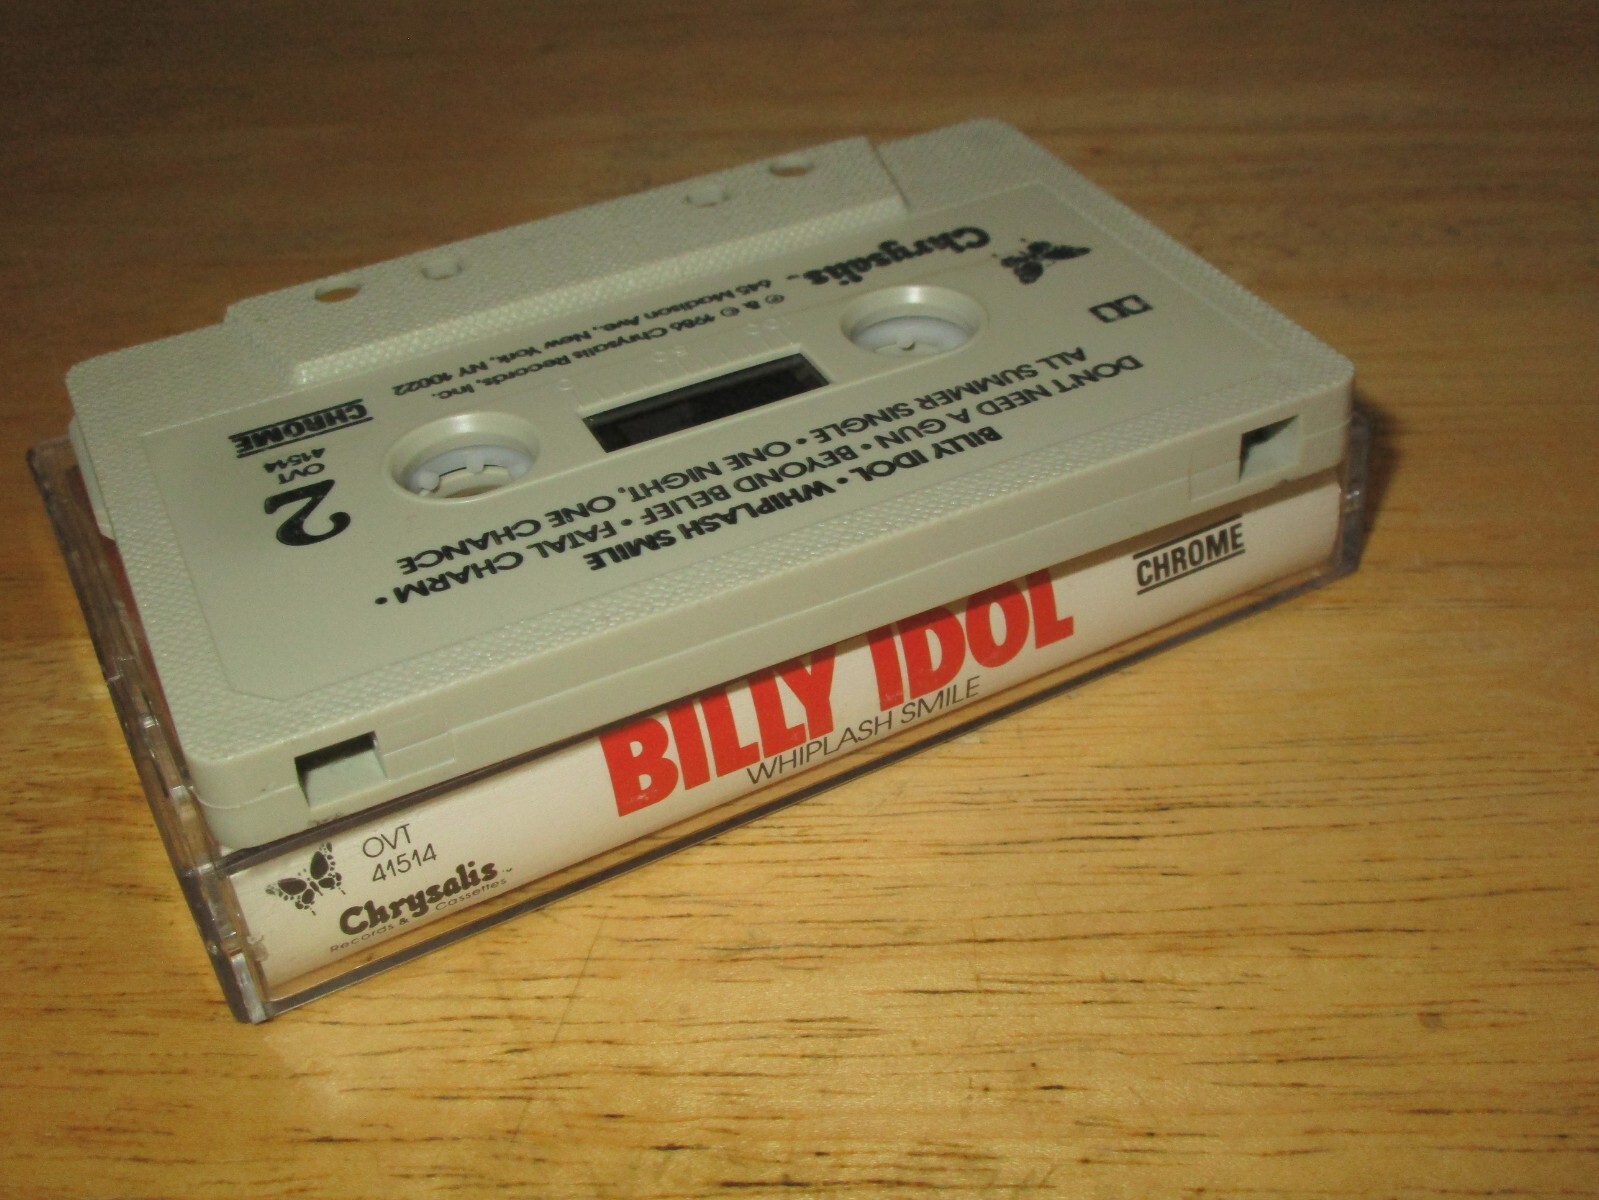 BILLY IDOL • WHIPLASH SMILE
DON'T NEED A GUN • BEYOND BELIEF • FATAL CHARM •
ALL SUMMER SINGLE • ONE NIGHT, ONE CHANCE
2
OVT
41514
CHROME
℗ & © 1986 Chrysalis Records, Inc.
645 Madison Ave., New York, NY 10022
Chrysalis™
BILLY IDOL
WHIPLASH SMILE
CHROME
OVT
41514
Chrysalis™
Records & Cassettes